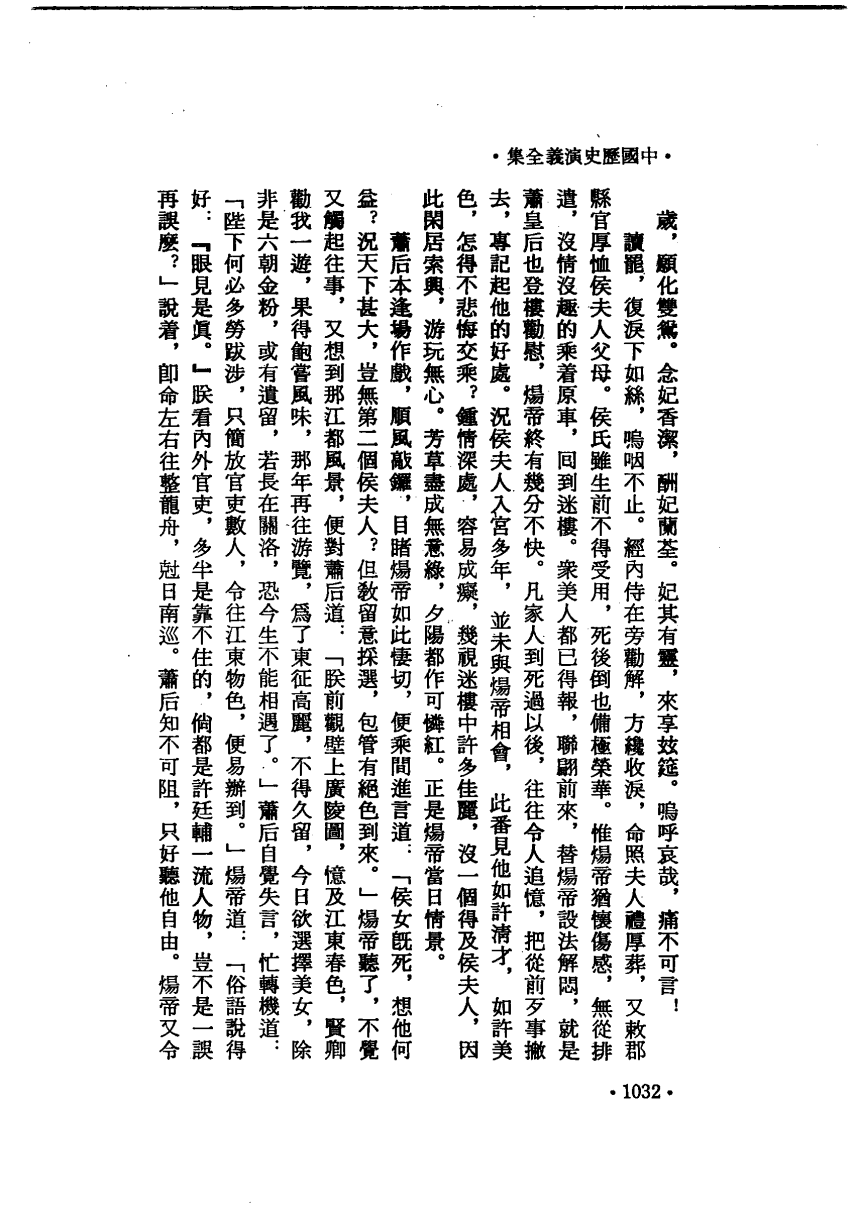 •中國歷史演義全集•
歲，願化雙鴛。念妃香潔，酬妃蘭荃。妃其有靈，來享玆筵。嗚呼哀哉，痛不可言！
讀罷，復淚下如絲，嗚咽不止。經內侍在旁勸解，方纔收淚，命照夫人禮厚葬，又敕郡
縣官厚恤侯夫人父母。侯氏雖生前不得受用，死後倒也備極榮華。惟煬帝猶懷傷感，無從排
遣，沒情沒趣的乘着原車，回到迷樓。衆美人都已得報，聯翩前來，替煬帝設法解悶，就是
蕭皇后也登樓勸慰，煬帝終有幾分不快。凡家人到死過以後，往往令人追憶，把從前歹事撇
去，專記起他的好處。況侯夫人入宮多年，並未與煬帝相會，此番見他如許清才，如許美
色，怎得不悲悔交乘？鍾情深處，容易成癡，幾視迷樓中許多佳麗，沒一個得及侯夫人，因
此閑居索興，游玩無心。芳草盡成無意綠，夕陽都作可憐紅。正是煬帝當日情景。
蕭后本逢場作戲，順風敲鑼，目睹煬帝如此悽切，便乘間進言道：「侯女既死，想他何
益？況天下甚大，豈無第二個侯夫人？但敎留意採選，包管有絕色到來。」煬帝聽了，不覺
又觸起往事，又想到那江都風景，便對蕭后道：「朕前觀壁上廣陵圖，憶及江東春色，賢卿
勸我一遊，果得飽嘗風味，那年再往游覽，爲了東征高麗，不得久留，今日欲選擇美女，除
非是六朝金粉，或有遺留，若長在關洛，恐今生不能相遇了。」蕭后自覺失言，忙轉機道：
「陛下何必多勞跋涉，只簡放官吏數人，令往江東物色，便易辦到。」煬帝道：「俗語說得
好：『眼見是眞。』朕看內外官吏，多半是靠不住的，倘都是許廷輔一流人物，豈不是一誤
再誤麼？」說着，卽命左右往整龍舟，尅日南巡。蕭后知不可阻，只好聽他自由。煬帝又令
•1032•